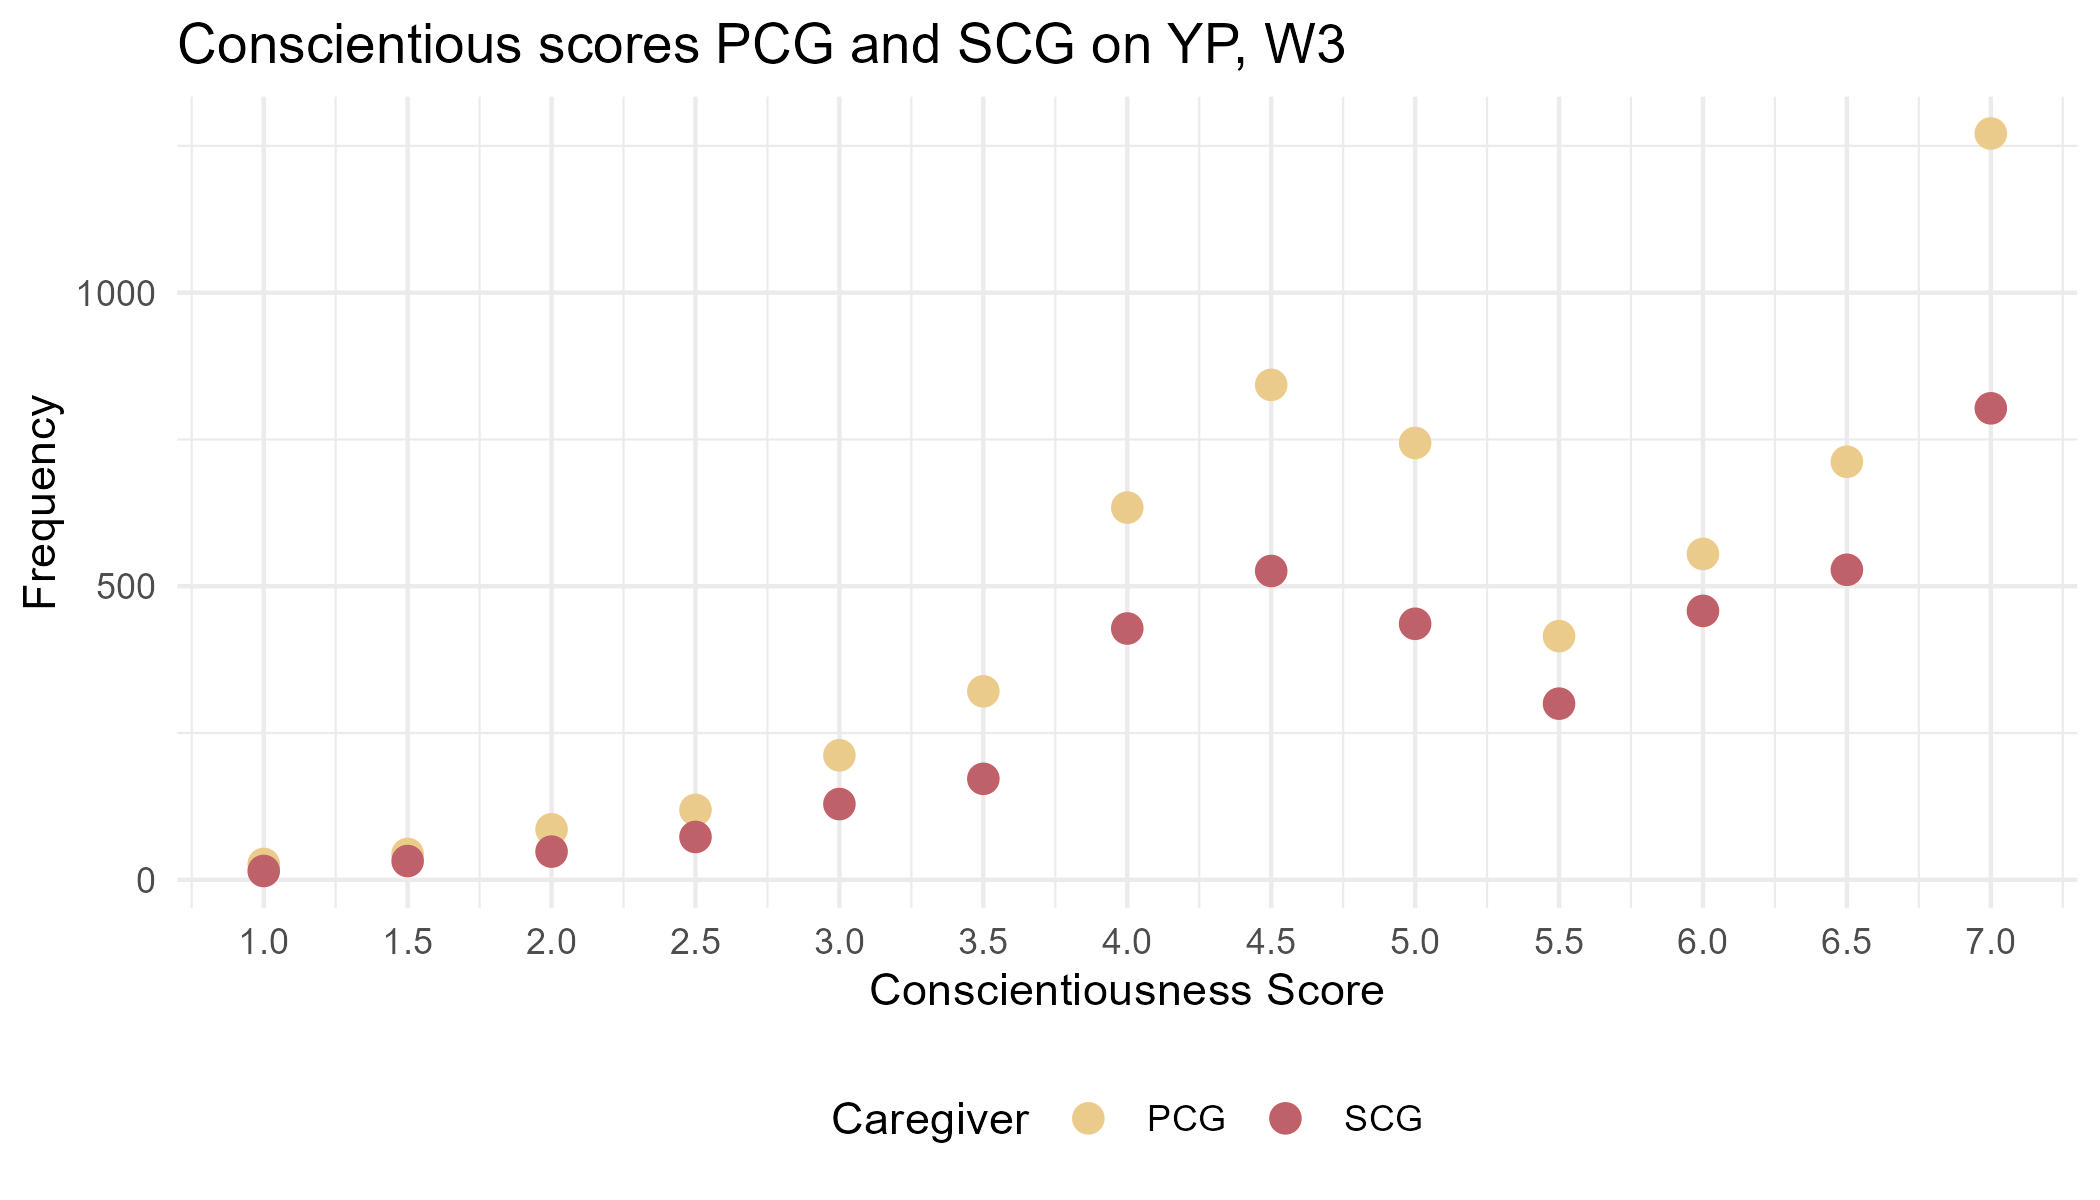 Conscientious scores PCG and SCG on YP, W3
Frequency
1000
500
0
1.0 1.5 2.0 2.5 3.0 3.5 4.0 4.5 5.0 5.5 6.0 6.5 7.0
Conscientiousness Score
Caregiver PCG SCG